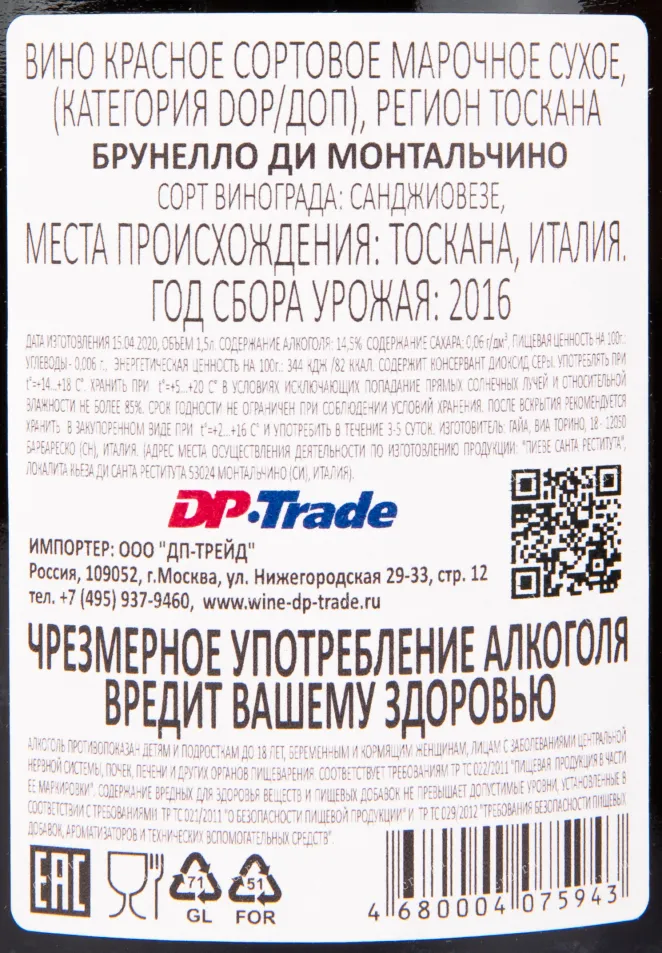 ВИНО КРАСНОЕ СОРТОВОЕ МАРОЧНОЕ СУХОЕ,
(КАТЕГОРИЯ DOP/ДОП), РЕГИОН ТОСКАНА
БРУНЕЛЛО ДИ МОНТАЛЬЧИНО
СОРТ ВИНОГРАДА: САНДЖИОВЕЗЕ,
МЕСТА ПРОИСХОЖДЕНИЯ: ТОСКАНА, ИТАЛИЯ.
ГОД СБОРА УРОЖАЯ: 2016
ДАТА ИЗГОТОВЛЕНИЯ 15.04.2020, ОБЪЕМ 1,5л. СОДЕРЖАНИЕ АЛКОГОЛЯ: 14,5% СОДЕРЖАНИЕ САХАРА: 0,06 г/дм³. ПИЩЕВАЯ ЦЕННОСТЬ НА 100г.:
УГЛЕВОДЫ- 0,006 г., ЭНЕРГЕТИЧЕСКАЯ ЦЕННОСТЬ НА 100г.: 344 КДЖ /82 ККАЛ. СОДЕРЖИТ КОНСЕРВАНТ ДИОКСИД СЕРЫ. УПОТРЕБЛЯТЬ ПРИ
t°=+14...+18 C°. ХРАНИТЬ ПРИ t°=+5...+20 C° В УСЛОВИЯХ ИСКЛЮЧАЮЩИХ ПОПАДАНИЕ ПРЯМЫХ СОЛНЕЧНЫХ ЛУЧЕЙ И ОТНОСИТЕЛЬНОЙ
ВЛАЖНОСТИ НЕ БОЛЕЕ 85%. СРОК ГОДНОСТИ НЕ ОГРАНИЧЕН ПРИ СОБЛЮДЕНИИ УСЛОВИЙ ХРАНЕНИЯ. ПОСЛЕ ВСКРЫТИЯ РЕКОМЕНДУЕТСЯ
ХРАНИТЬ В ЗАКУПОРЕННОМ ВИДЕ ПРИ t°=+2...+16 C° И УПОТРЕБИТЬ В ТЕЧЕНИЕ 3-5 СУТОК. ИЗГОТОВИТЕЛЬ: ГАЙА, ВИА ТОРИНО, 18 - 12050
БАРБАРЕСКО (CH), ИТАЛИЯ. (АДРЕС МЕСТА ОСУЩЕСТВЛЕНИЯ ДЕЯТЕЛЬНОСТИ ПО ИЗГОТОВЛЕНИЮ ПРОДУКЦИИ: "ПИЕВЕ САНТА РЕСТИТУТА",
ЛОКАЛИТА КЬЕЗА ДИ САНТА РЕСТИТУТА 53024 МОНТАЛЬЧИНО (СИ), ИТАЛИЯ).
DP•Trade
ИМПОРТЕР: ООО "ДП-ТРЕЙД"
Россия, 109052, г.Москва, ул. Нижегородская 29-33, стр. 12
тел. +7 (495) 937-9460, www.wine-dp-trade.ru
ЧРЕЗМЕРНОЕ УПОТРЕБЛЕНИЕ АЛКОГОЛЯ
ВРЕДИТ ВАШЕМУ ЗДОРОВЬЮ
АЛКОГОЛЬ ПРОТИВОПОКАЗАН ДЕТЯМ И ПОДРОСТКАМ ДО 18 ЛЕТ, БЕРЕМЕННЫМ И КОРМЯЩИМ ЖЕНЩИНАМ, ЛИЦАМ С ЗАБОЛЕВАНИЯМИ ЦЕНТРАЛЬНОЙ
НЕРВНОЙ СИСТЕМЫ, ПОЧЕК, ПЕЧЕНИ И ДРУГИХ ОРГАНОВ ПИЩЕВАРЕНИЯ. СООТВЕТСТВУЕТ ТРЕБОВАНИЯМ ТР ТС 022/2011 "ПИЩЕВАЯ ПРОДУКЦИЯ В ЧАСТИ
ЕЕ МАРКИРОВКИ". СОДЕРЖАНИЕ ВРЕДНЫХ ДЛЯ ЗДОРОВЬЯ ВЕЩЕСТВ И ПИЩЕВЫХ ДОБАВОК НЕ ПРЕВЫШАЕТ ДОПУСТИМЫЕ УРОВНИ, УСТАНОВЛЕННЫЕ В
СООТВЕТСТВИИ С ТРЕБОВАНИЯМИ ТР ТС 021/2011 "О БЕЗОПАСНОСТИ ПИЩЕВОЙ ПРОДУКЦИИ" И ТР ТС 029/2012 "ТРЕБОВАНИЯ БЕЗОПАСНОСТИ ПИЩЕВЫХ
ДОБАВОК, АРОМАТИЗАТОРОВ И ТЕХНИЧЕСКИХ ВСПОМОГАТЕЛЬНЫХ СРЕДСТВ".
EAC
71
GL
51
FOR
4 680004 075943